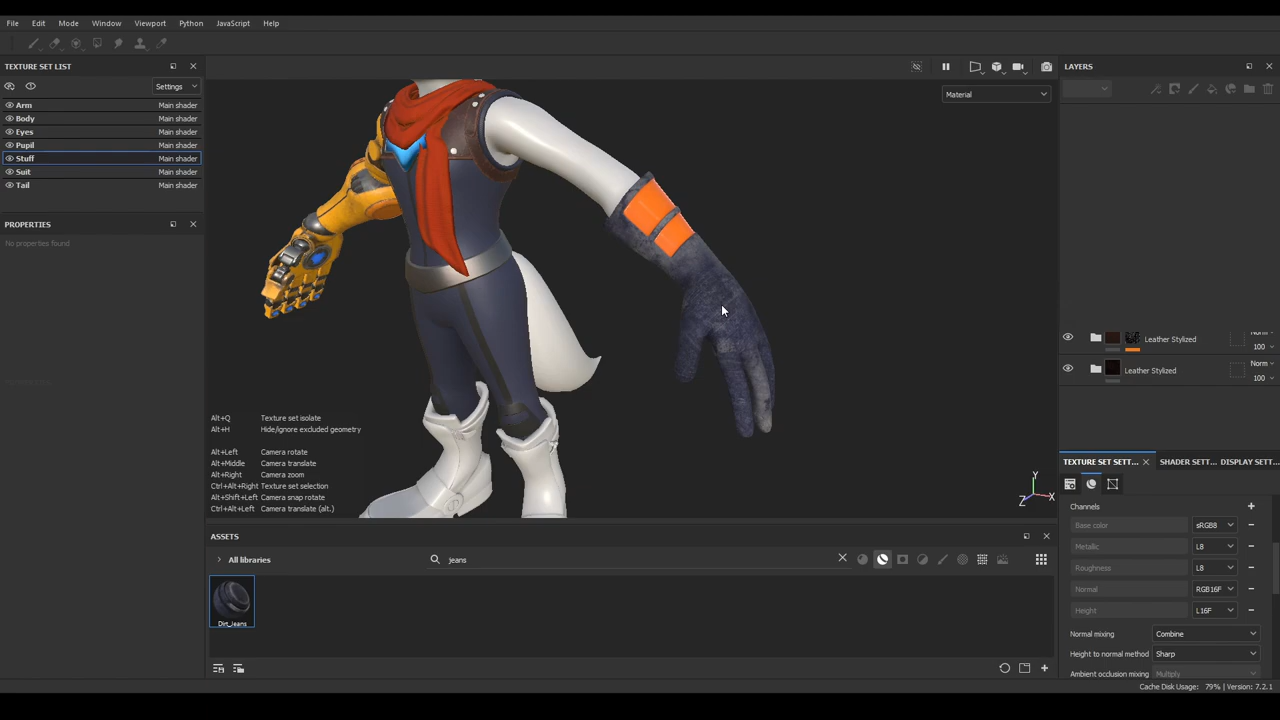 File Edit Mode Window Viewport Python JavaScript Help
TEXTURE SET LIST
Settings
Arm Main shader
Body Main shader
Eyes Main shader
Pupil Main shader
Stuff Main shader
Suit Main shader
Tail Main shader
PROPERTIES
No properties found
Material
Alt+Q Texture set isolate
Alt+H Hide/ignore excluded geometry
Alt+Left Camera rotate
Alt+Middle Camera translate
Alt+Right Camera zoom
Ctrl+Alt+Right Texture set selection
Alt+Shift+Left Camera snap rotate
Ctrl+Alt+Left Camera translate (alt.)
Y
Z X
ASSETS
All libraries
jeans
Dirt_Jeans
LAYERS
Norm
Leather Stylized
100
Norm
Leather Stylized
100
TEXTURE SET SETT... SHADER SETT... DISPLAY SET
Channels
Base color sRGB8
Metallic L8
Roughness L8
Normal RGB16F
Height L16F
Normal mixing Combine
Height to normal method Sharp
Ambient occlusion mixing Multiply
Cache Disk Usage: 79% | Version: 7.2.1